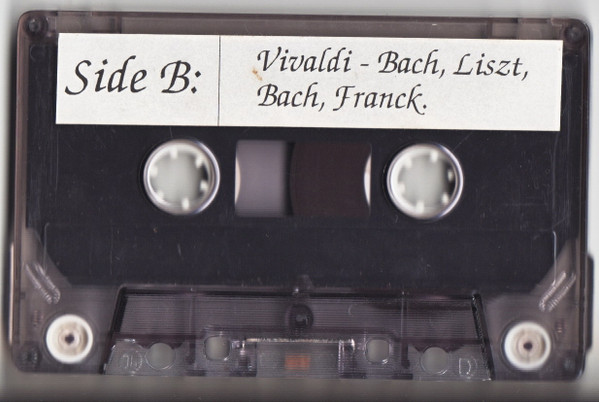 Side B:
Vivaldi - Bach, Liszt,
Bach, Franck.